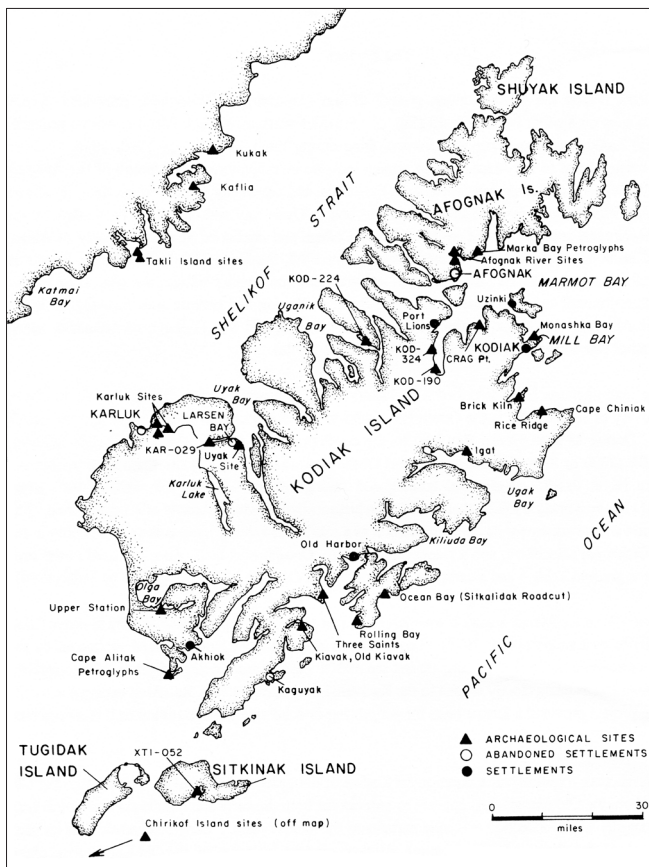 SHUYAK ISLAND
Kukak
Kaflia
STRAIT
AFOGNAK Is.
Takli Island sites
Marka Bay Petroglyphs
Afognak River Sites
AFOGNAK
Katmai
Bay
SHELIKOF
KOD-224
MARMOT BAY
Uganik
Bay
Uzinki
Port
Lions
Monashka Bay
KODIAK
MILL BAY
KOD-
324
CRAG Pt.
KOD-190
Uyak
Bay
Karluk Sites
KARLUK
LARSEN
BAY
KODIAK ISLAND
Brick Kiln
Cape Chiniak
Rice Ridge
KAR-029
Uyak
Site
Igat
Karluk
Lake
Ugak
Bay
OCEAN
Old Harbor
Kiliuda Bay
Olga
Bay
Upper Station
Ocean Bay (Sitkalidak Roadcut)
Rolling Bay
Three Saints
Akhiok
Kiavak, Old Kiavak
Cape Alitak
Petroglyphs
Kaguyak
PACIFIC
ARCHAEOLOGICAL SITES
ABANDONED SETTLEMENTS
SETTLEMENTS
TUGIDAK
ISLAND
XTI-052
SITKINAK ISLAND
0 30
miles
Chirikof Island sites (off map)